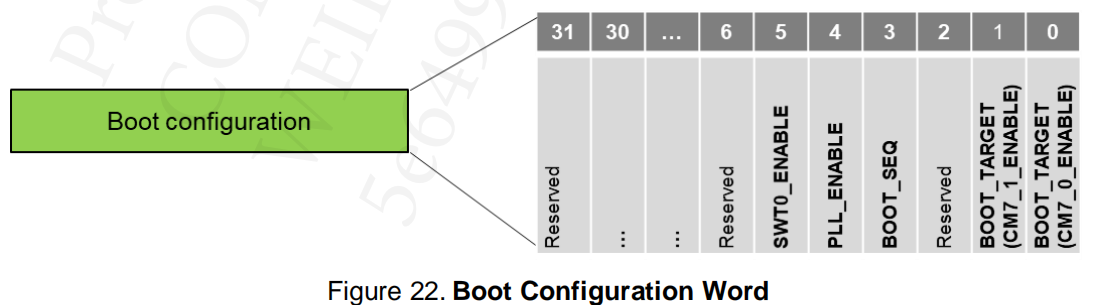 31 30 ... 6 5 4 3 2 1 0
Boot configuration
Reserved
...
...
Reserved
SWT0_ENABLE
PLL_ENABLE
BOOT_SEQ
Reserved
BOOT_TARGET
(CM7_1_ENABLE)
BOOT_TARGET
(CM7_0_ENABLE)
Figure 22. Boot Configuration Word